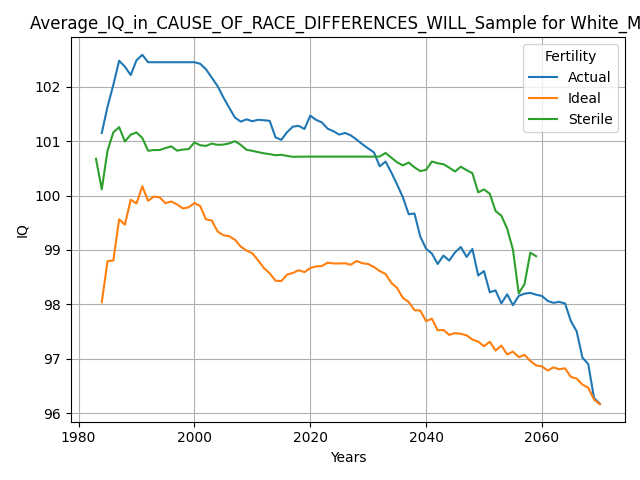 Average_IQ_in_CAUSE_OF_RACE_DIFFERENCES_WILL_Sample for White_M
Fertility
Actual
Ideal
Sterile
102
101
100
99
98
97
96
IQ
1980
2000
2020
2040
2060
Years